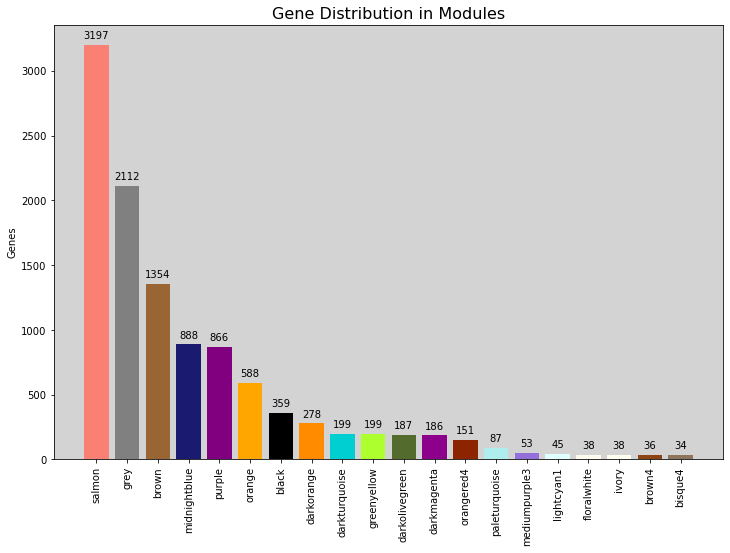 Gene Distribution in Modules
Genes
3000
2500
2000
1500
1000
500
0
3197
2112
1354
888
866
588
359
278
199
199
187
186
151
87
53
45
38
38
36
34
salmon
grey
brown
midnightblue
purple
orange
black
darkorange
darkturquoise
greenyellow
darkolivegreen
darkmagenta
orangered4
paleturquoise
mediumpurple3
lightcyan1
floralwhite
ivory
brown4
bisque4